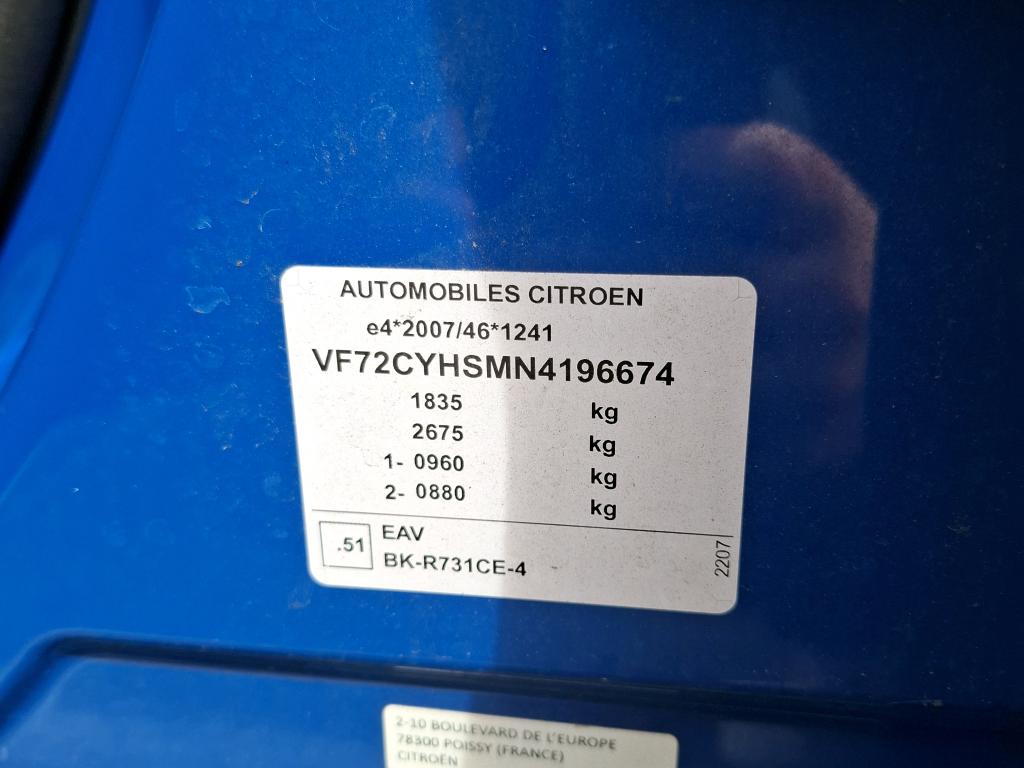 AUTOMOBILES CITROEN
e4*2007/46*1241
VF72CYHSMN4196674
1835 kg
2675 kg
1- 0960 kg
2- 0880 kg
.51 EAV
BK-R731CE-4
2207
2-10 BOULEVARD DE L'EUROPE
78300 POISSY (FRANCE)
CITROËN